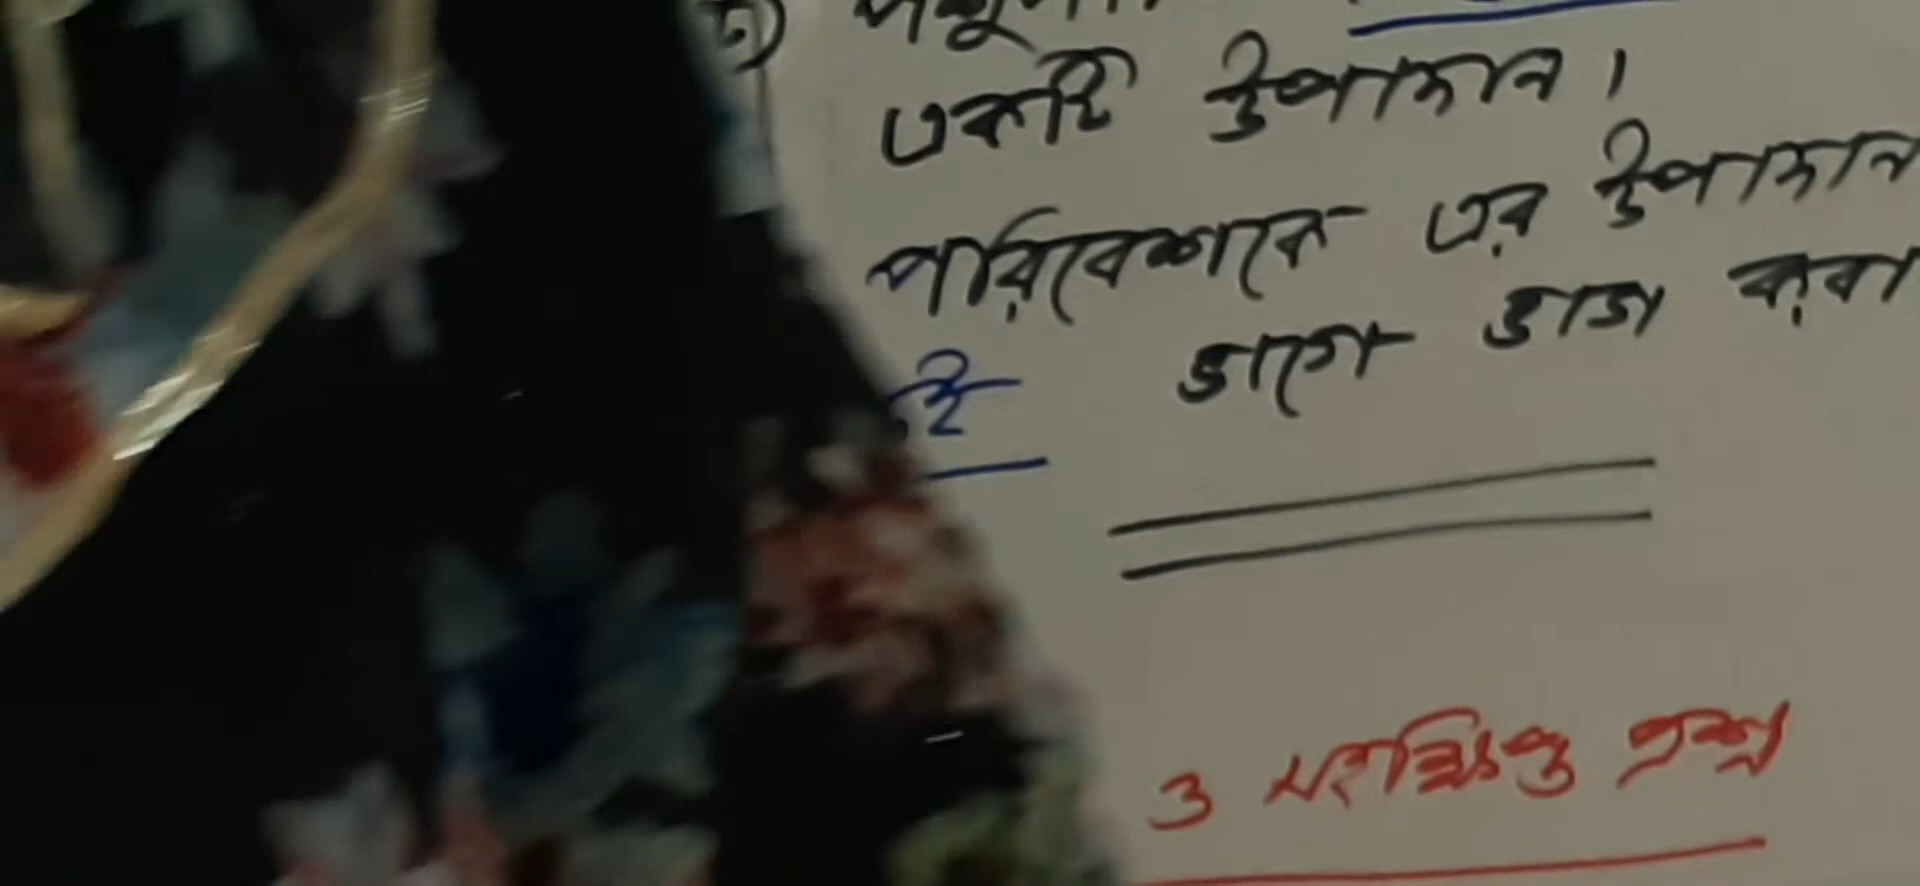 একটি উপাদান।
পরিবেশকে এর উপাদান
ভাগে ভাগ করা
৩ সংক্ষিপ্ত প্রশ্ন